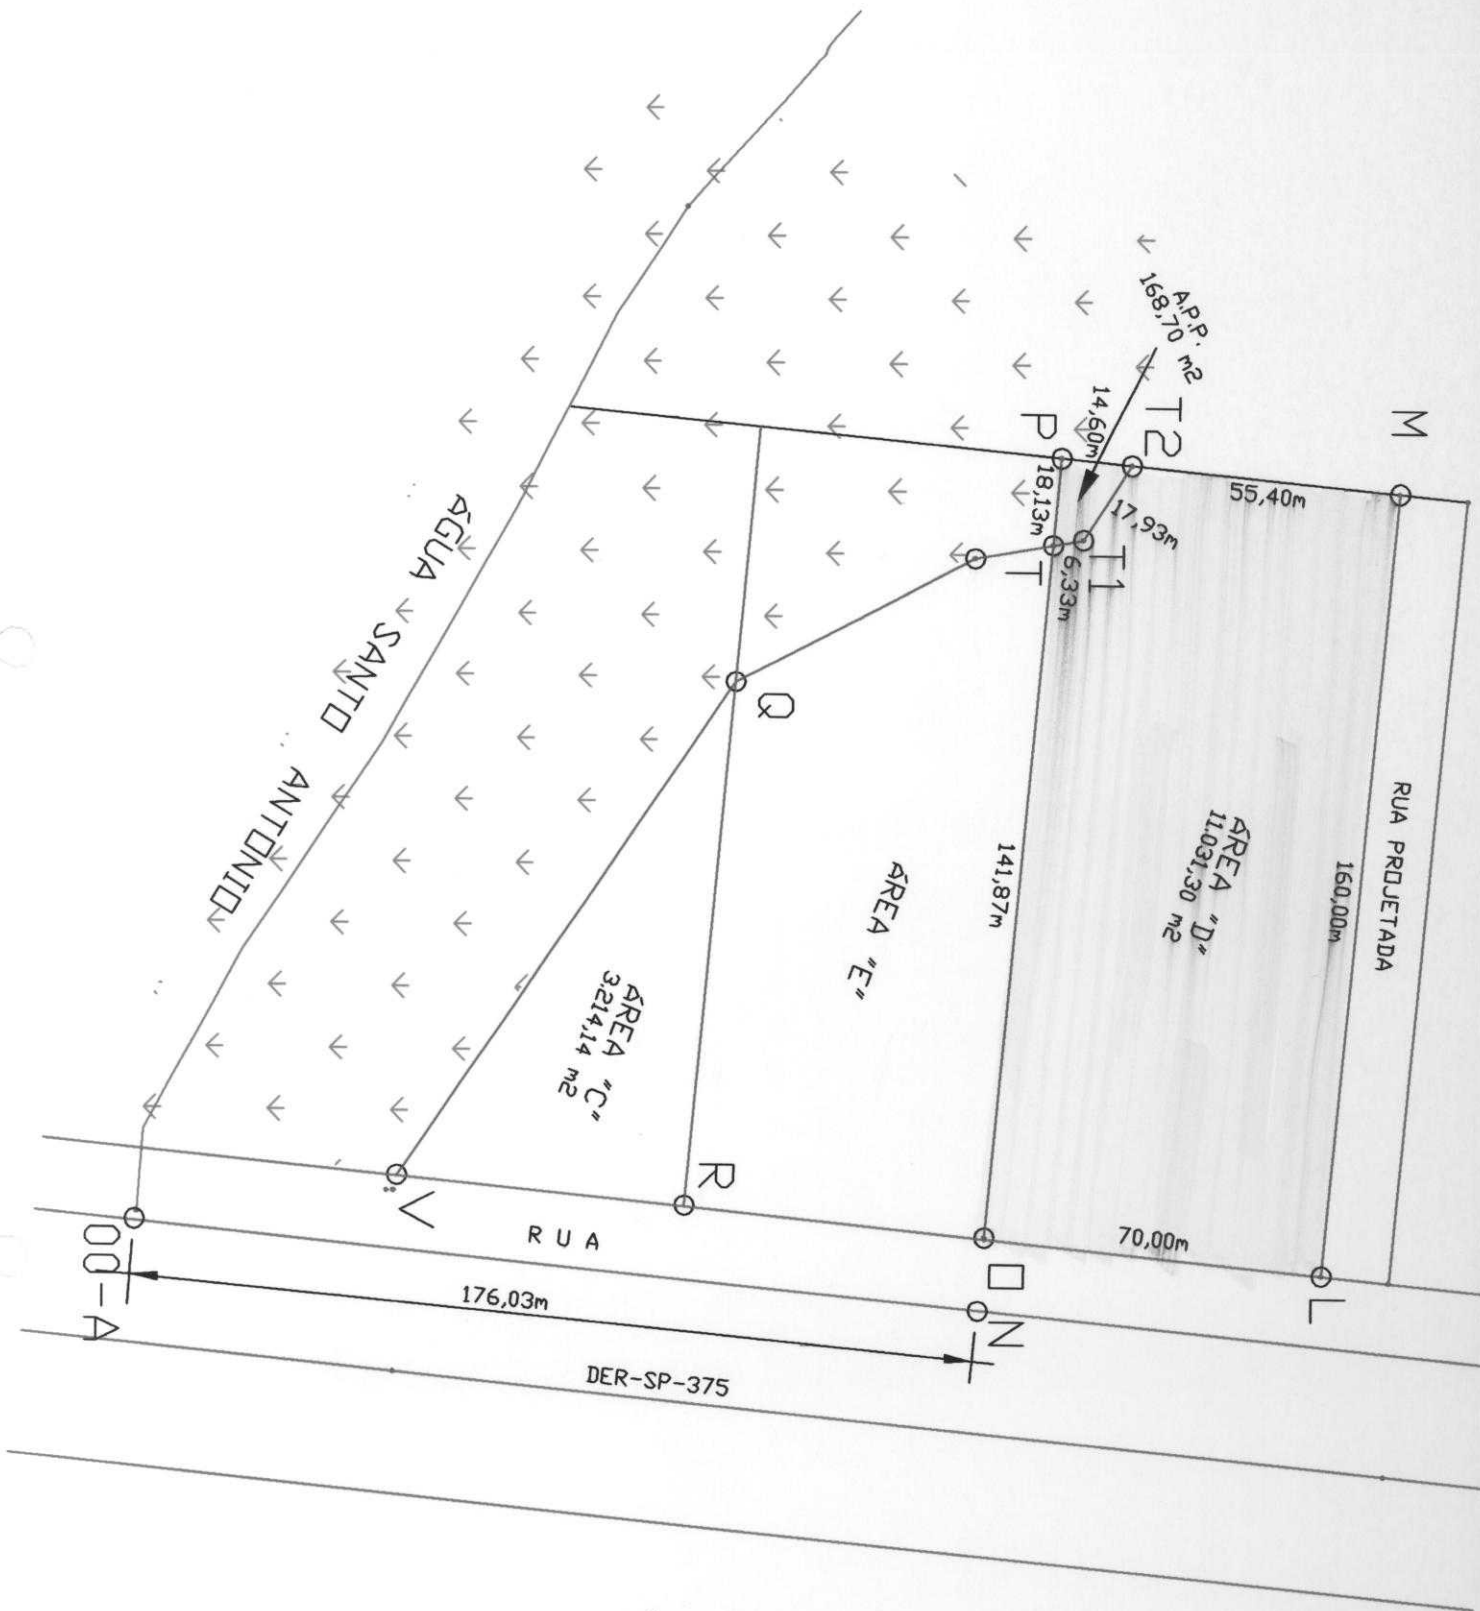 M
RUA PROJETADA
A.P.P.
168,70 m2
T2
14,60m
55,40m
P
18,13m
17,93m
T1
T
6,33m
160,00m
ÁREA "D"
11.031,30 m2
141,87m
Q
ÁREA "E"
ÁGUA SANTO ANTONIO
ÁREA "C"
3.214,14 m2
R
V
70,00m
L
O
N
RUA
00-A
176,03m
DER-SP-375